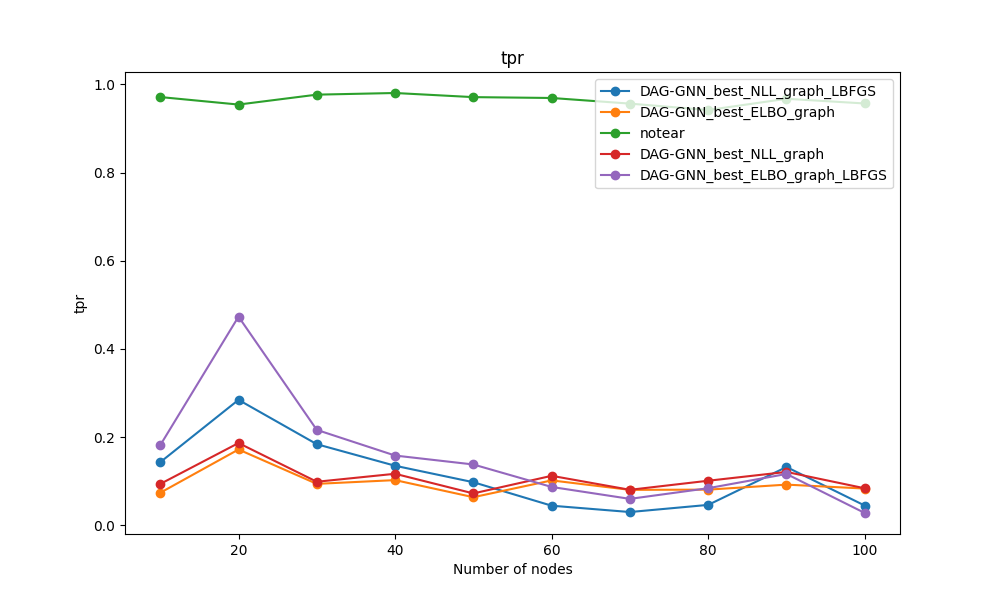 tpr
1.0
0.8
0.6
0.4
0.2
0.0
tpr
DAG-GNN_best_NLL_graph_LBFGS
DAG-GNN_best_ELBO_graph
notear
DAG-GNN_best_NLL_graph
DAG-GNN_best_ELBO_graph_LBFGS
20 40 60 80 100
Number of nodes